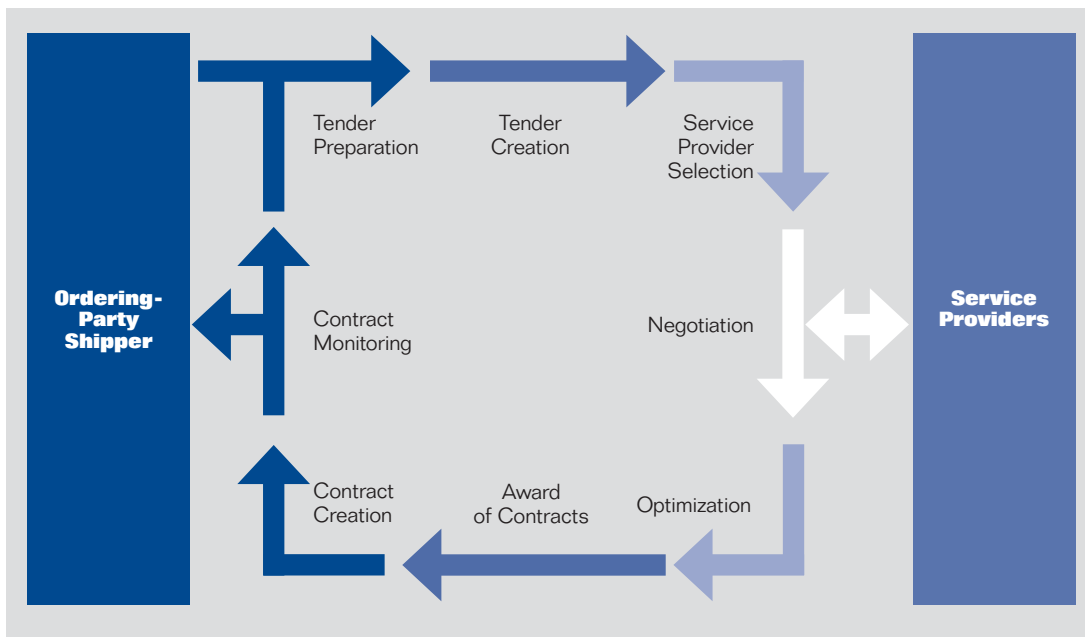 Tender
Preparation
Tender
Creation
Service
Provider
Selection
Ordering-
Party
Shipper
Contract
Monitoring
Negotiation
Service
Providers
Contract
Creation
Award
of Contracts
Optimization